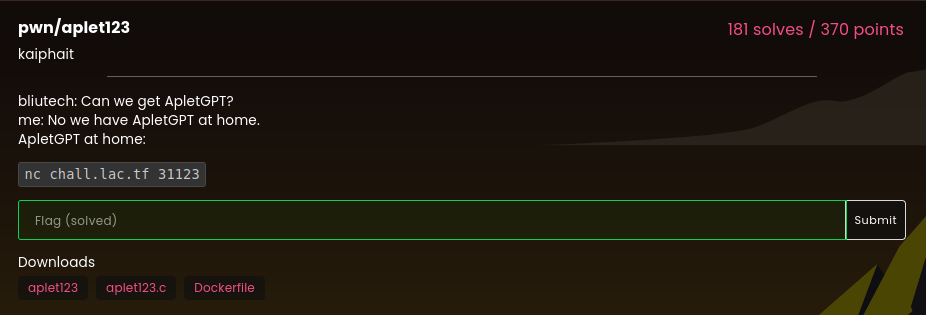 pwn/aplet123
181 solves / 370 points
kaiphait
bliutech: Can we get ApletGPT?
me: No we have ApletGPT at home.
ApletGPT at home:
nc chall.lac.tf 31123
Flag (solved)
Submit
Downloads
aplet123
aplet123.c
Dockerfile